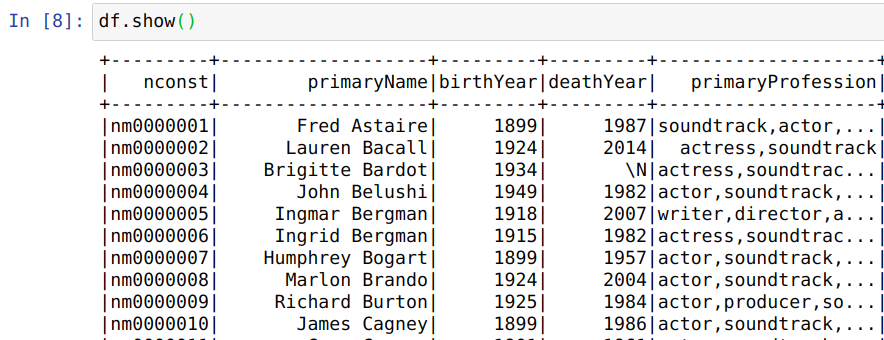 In [8]: df.show()
+---------+-------------------+---------+---------+--------------------+
|   nconst|        primaryName|birthYear|deathYear|   primaryProfession|
+---------+-------------------+---------+---------+--------------------+
|nm0000001|       Fred Astaire|     1899|     1987|soundtrack,actor,...|
|nm0000002|      Lauren Bacall|     1924|     2014|  actress,soundtrack|
|nm0000003|    Brigitte Bardot|     1934|       \N|actress,soundtrac...|
|nm0000004|       John Belushi|     1949|     1982|actor,soundtrack,...|
|nm0000005|     Ingmar Bergman|     1918|     2007|writer,director,a...|
|nm0000006|     Ingrid Bergman|     1915|     1982|actress,soundtrac...|
|nm0000007|    Humphrey Bogart|     1899|     1957|actor,soundtrack,...|
|nm0000008|      Marlon Brando|     1924|     2004|actor,soundtrack,...|
|nm0000009|     Richard Burton|     1925|     1984|actor,producer,so...|
|nm0000010|       James Cagney|     1899|     1986|actor,soundtrack,...|